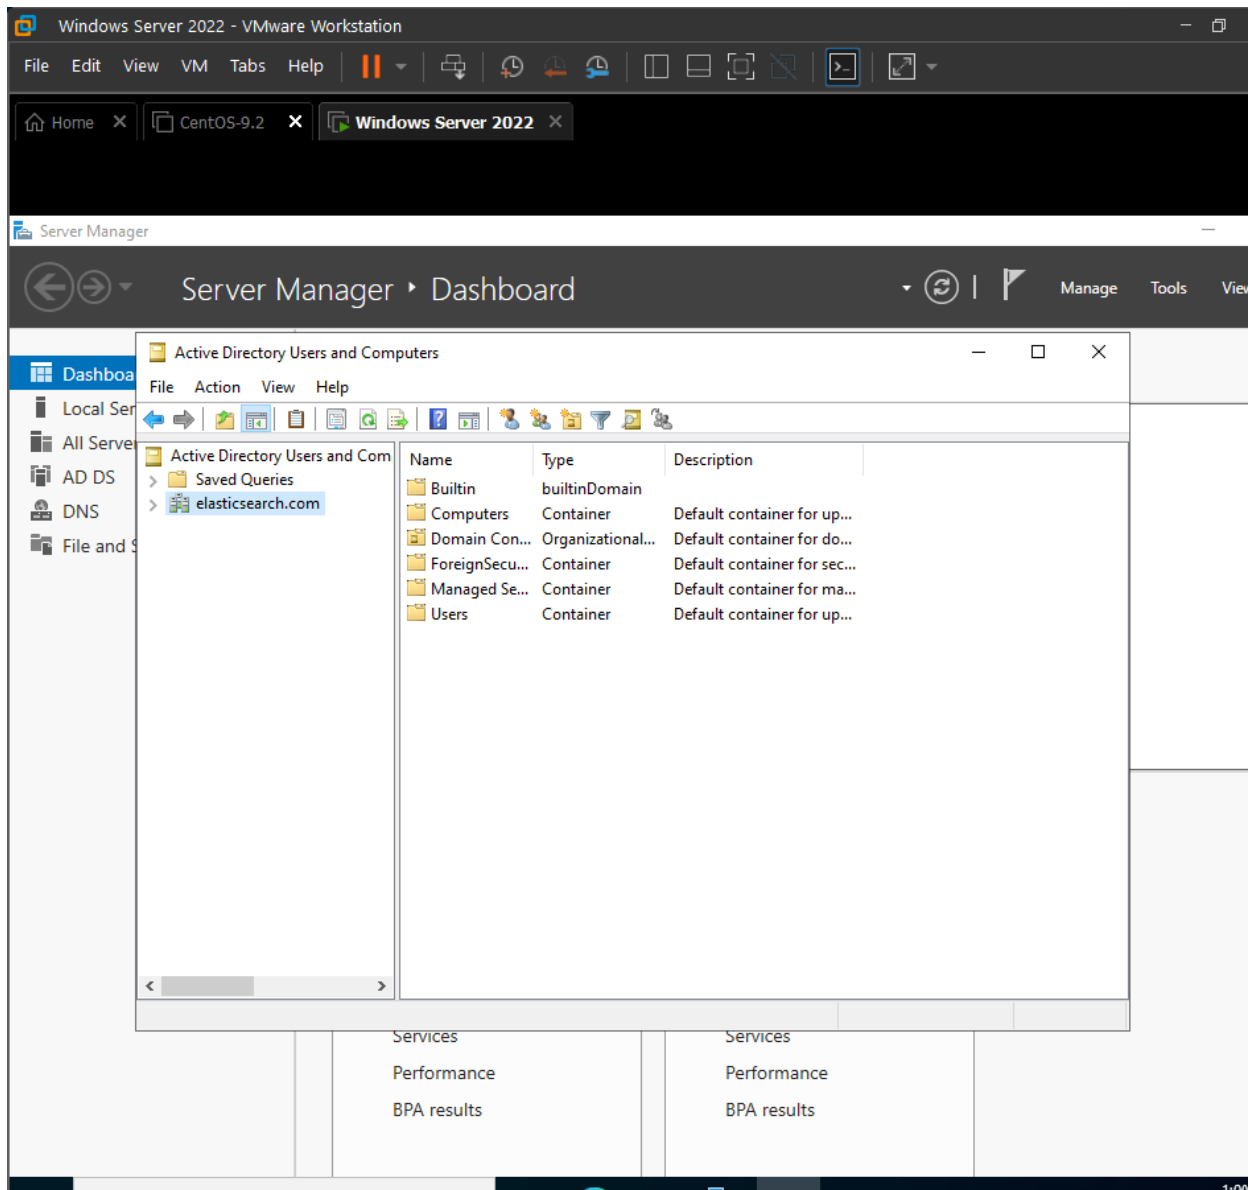 Windows Server 2022 - VMware Workstation
File Edit View VM Tabs Help
Home CentOS-9.2 Windows Server 2022
Server Manager
Server Manager Dashboard Manage Tools View
Active Directory Users and Computers
Dashboa
File Action View Help
Local Ser
All Server
AD DS
DNS
File and S
Active Directory Users and Com
Saved Queries
elasticsearch.com
Name Type Description
Builtin builtinDomain
Computers Container Default container for up...
Domain Con... Organizational... Default container for do...
ForeignSecu... Container Default container for sec...
Managed Se... Container Default container for ma...
Users Container Default container for up...
Services Services
Performance Performance
BPA results BPA results